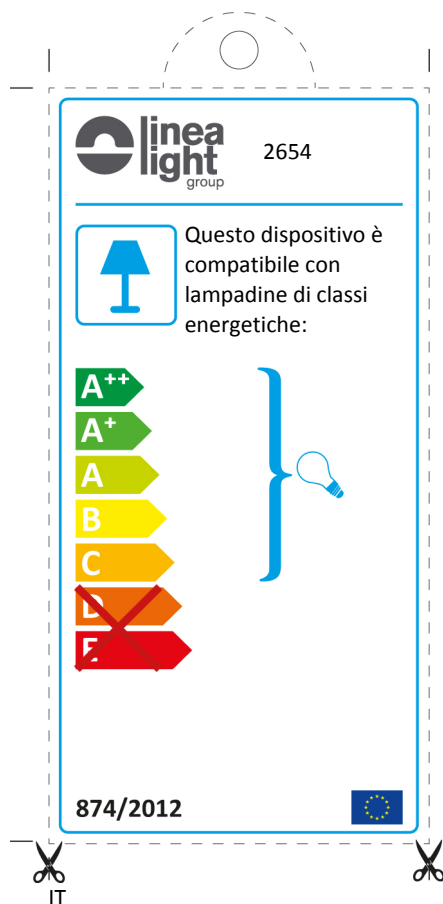 linea
light
group
2654
Questo dispositivo è
compatibile con
lampadine di classi
energetiche:
A++
A+
A
B
C
D
E
874/2012
IT